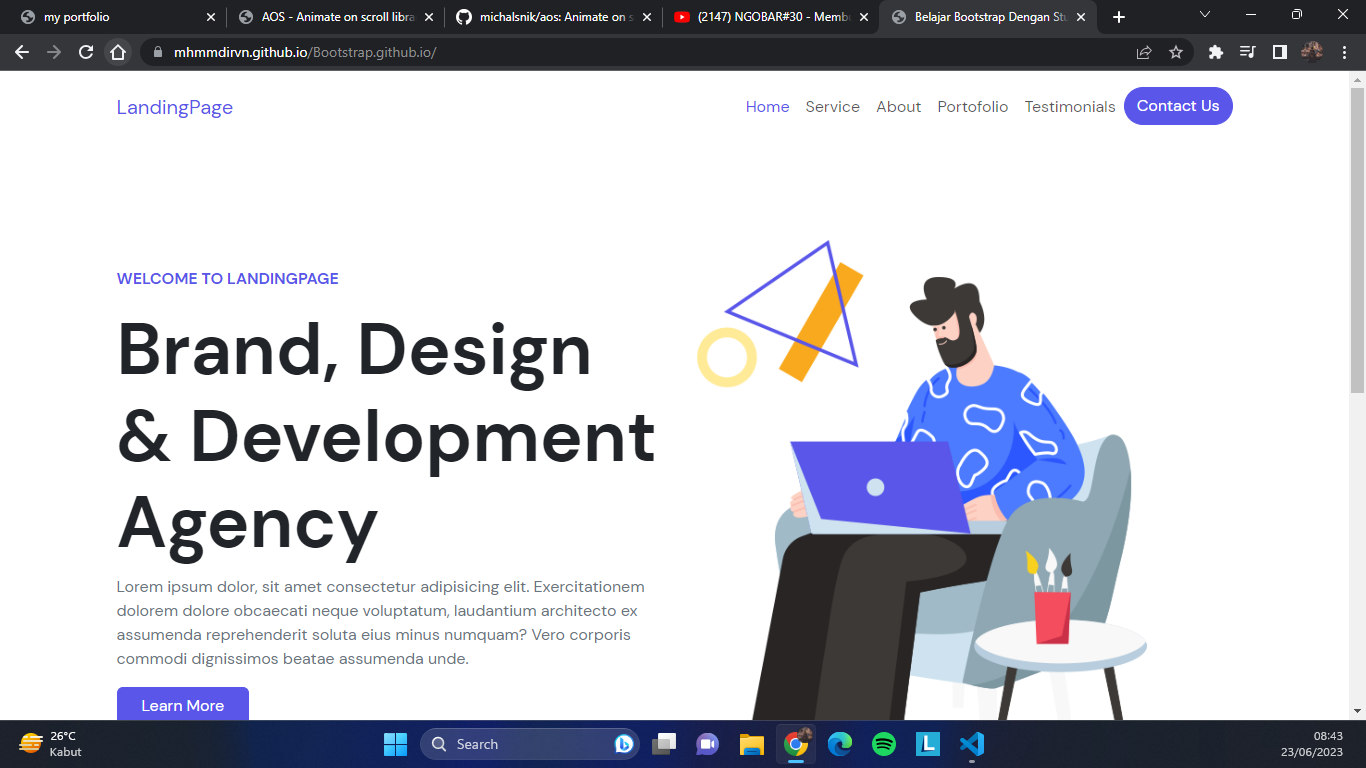 my portfolio
AOS - Animate on scroll libra
michalsnik/aos: Animate on s
(2147) NGOBAR#30 - Memb
Belajar Bootstrap Dengan Stu
mhmmdirvn.github.io/Bootstrap.github.io/
LandingPage
Home Service About Portofolio Testimonials Contact Us
WELCOME TO LANDINGPAGE
Brand, Design
& Development
Agency
Lorem ipsum dolor, sit amet consectetur adipisicing elit. Exercitationem
dolorem dolore obcaecati neque voluptatum, laudantium architecto ex
assumenda reprehenderit soluta eius minus numquam? Vero corporis
commodi dignissimos beatae assumenda unde.
Learn More
26°C
Kabut
Search
L
08:43
23/06/2023